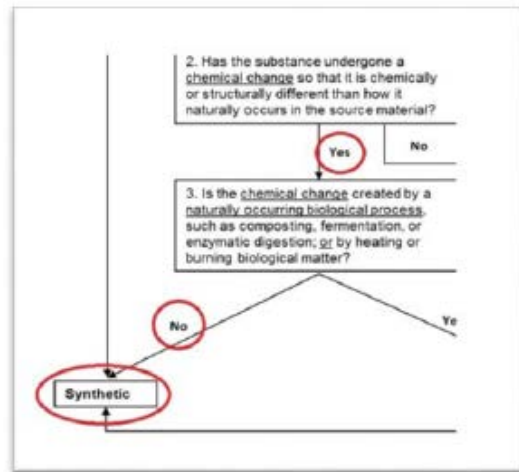 2. Has the substance undergone a
chemical change so that it is chemically
or structurally different than how it
naturally occurs in the source material?
Yes
No
3. Is the chemical change created by a
naturally occurring biological process,
such as composting, fermentation, or
enzymatic digestion; or by heating or
burning biological matter?
No
Ye
Synthetic